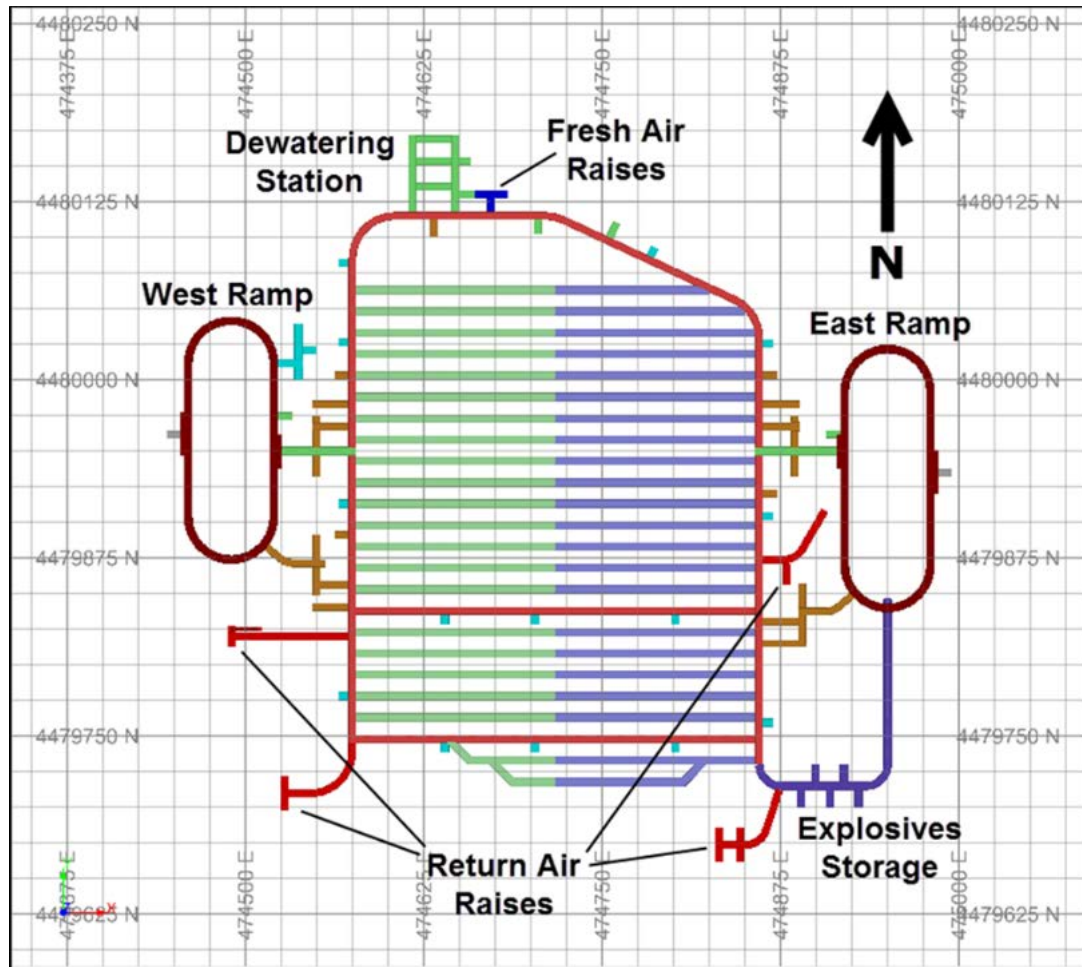 4480250 N
4480250 N
474375 E
474500 E
474625 E
474750 E
474875 E
475000 E
Dewatering
Station
Fresh Air
Raises
4480125 N
4480125 N
N
West Ramp
East Ramp
4480000 N
4480000 N
4479875 N
4479875 N
4479750 N
4479750 N
Explosives
Storage
Return Air
Raises
474500 E
474625 E
474750 E
474875 E
475000 E
4479625 N
X